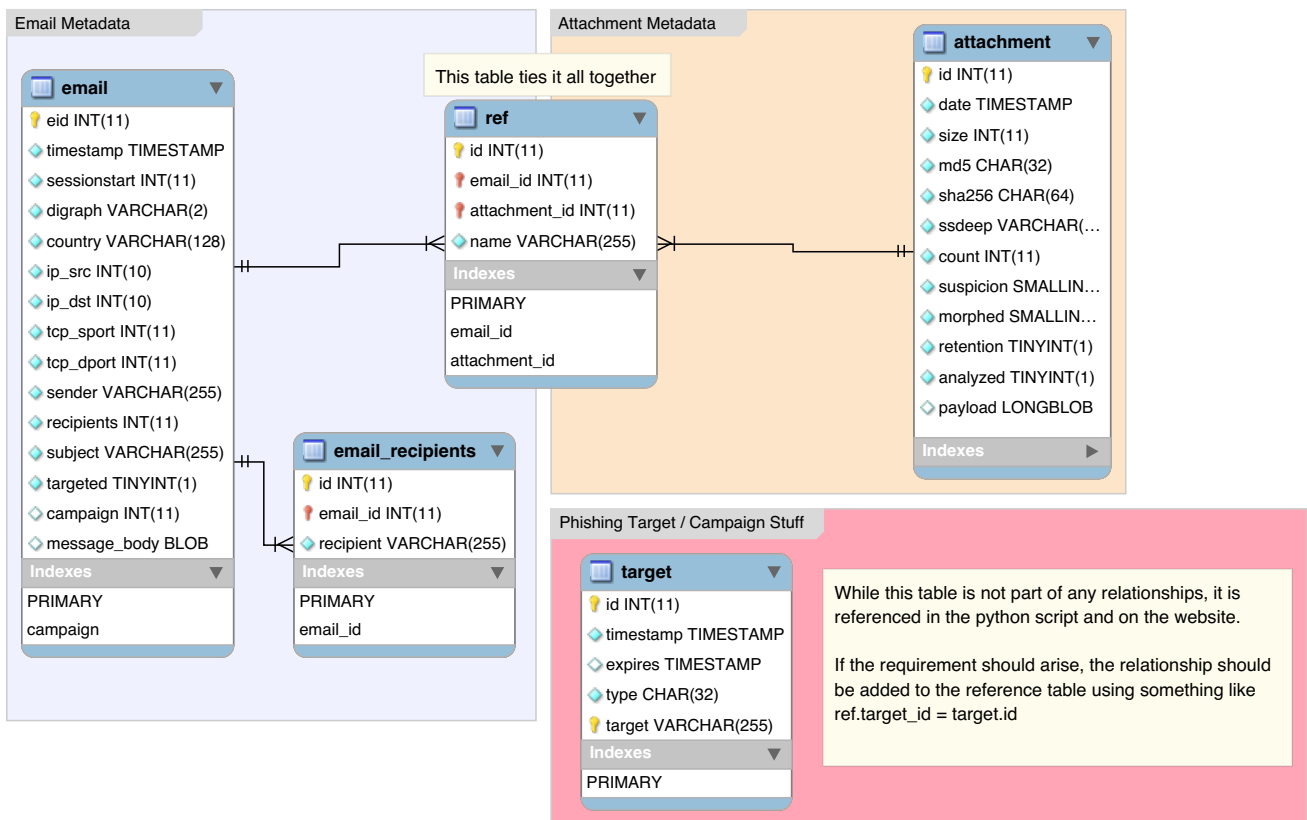 Email Metadata
email
eid INT(11)
timestamp TIMESTAMP
sessionstart INT(11)
digraph VARCHAR(2)
country VARCHAR(128)
ip_src INT(10)
ip_dst INT(10)
tcp_sport INT(11)
tcp_dport INT(11)
sender VARCHAR(255)
recipients INT(11)
subject VARCHAR(255)
targeted TINYINT(1)
campaign INT(11)
message_body BLOB
Indexes
PRIMARY
campaign
email_recipients
id INT(11)
email_id INT(11)
recipient VARCHAR(255)
Indexes
PRIMARY
email_id
This table ties it all together
ref
id INT(11)
email_id INT(11)
attachment_id INT(11)
name VARCHAR(255)
Indexes
PRIMARY
email_id
attachment_id
Attachment Metadata
attachment
id INT(11)
date TIMESTAMP
size INT(11)
md5 CHAR(32)
sha256 CHAR(64)
ssdeep VARCHAR(...
count INT(11)
suspicion SMALLIN...
morphed SMALLIN...
retention TINYINT(1)
analyzed TINYINT(1)
payload LONGBLOB
Indexes
Phishing Target / Campaign Stuff
target
id INT(11)
timestamp TIMESTAMP
expires TIMESTAMP
type CHAR(32)
target VARCHAR(255)
Indexes
PRIMARY
While this table is not part of any relationships, it is
referenced in the python script and on the website.
If the requirement should arise, the relationship should
be added to the reference table using something like
ref.target_id = target.id